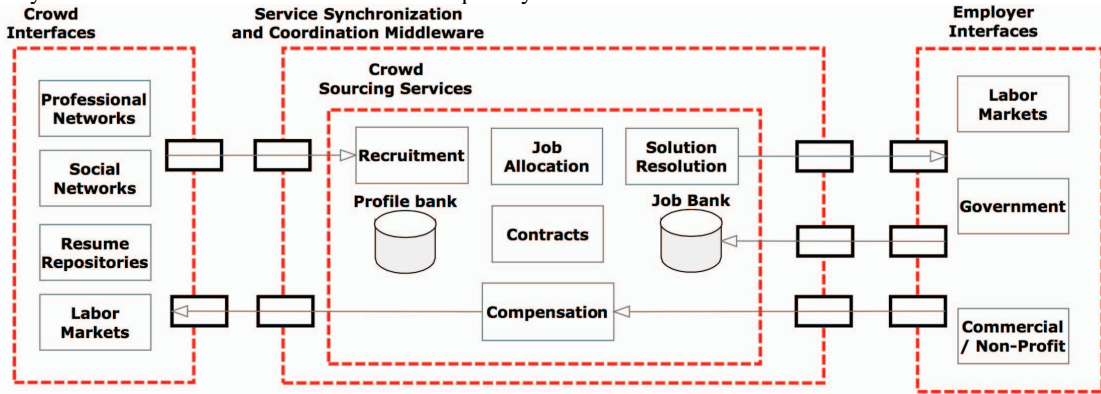 Crowd
Interfaces
Service Synchronization
and Coordination Middleware
Employer
Interfaces
Crowd
Sourcing Services
Professional
Networks
Social
Networks
Resume
Repositories
Labor
Markets
Recruitment
Job
Allocation
Solution
Resolution
Profile bank
Contracts
Job Bank
Compensation
Labor
Markets
Government
Commercial
/ Non-Profit